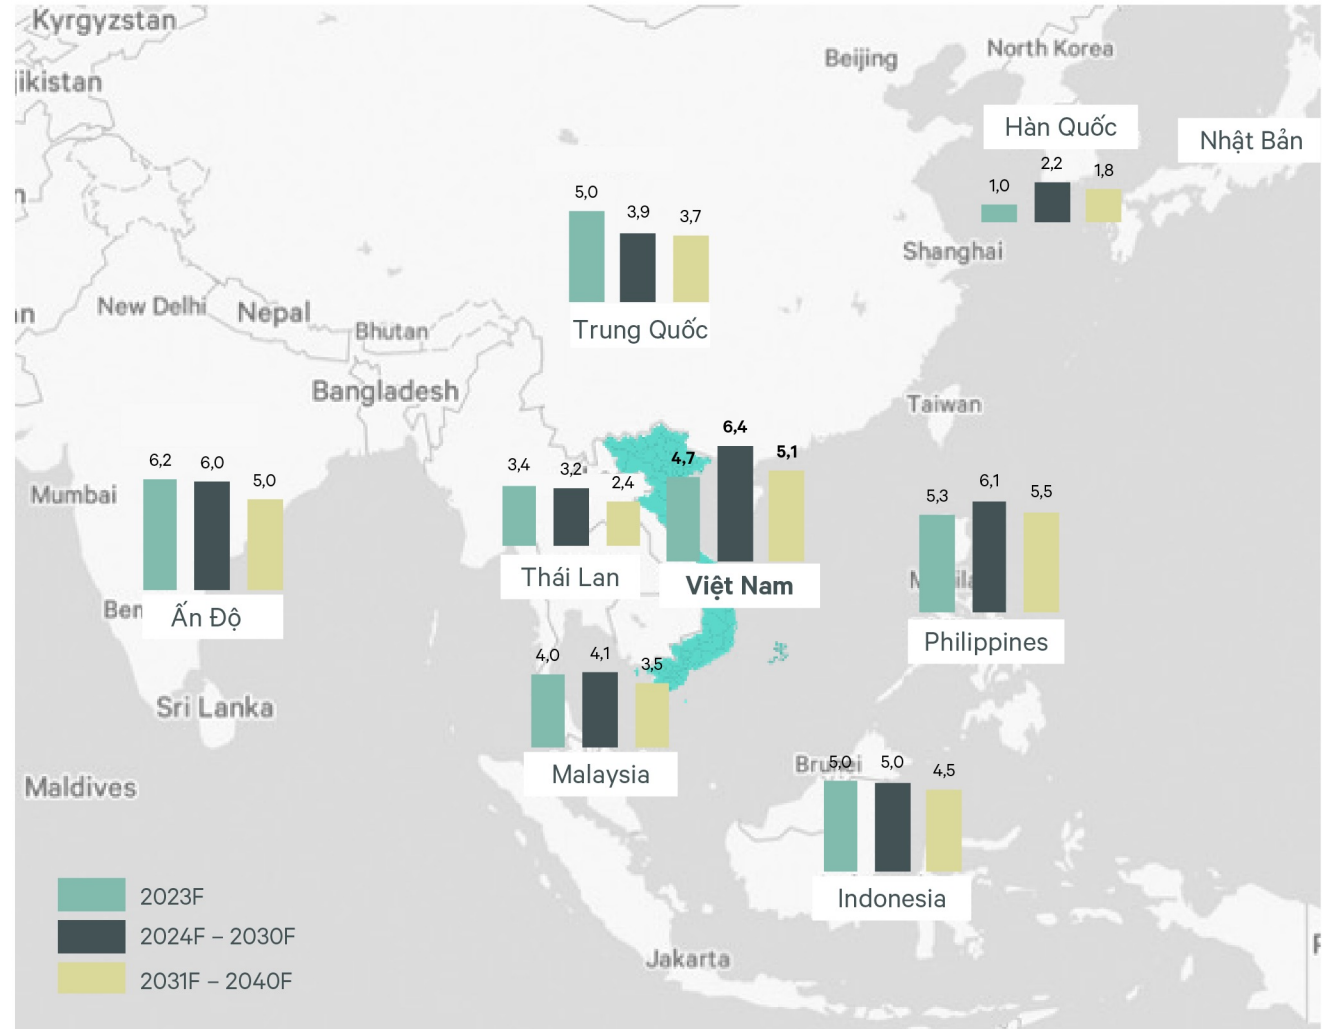 Kyrgyzstan
jikistan
Beijing
North Korea
Hàn Quốc
Nhật Bản
2,2
1,0
1,8
5,0
3,9
3,7
Shanghai
New Delhi
Nepal
Bhutan
Trung Quốc
Bangladesh
Taiwan
6,4
4,7
5,1
6,2
6,0
5,0
3,4
3,2
2,4
5,3
6,1
5,5
Mumbai
Thái Lan
Việt Nam
Ấn Độ
Philippines
4,0
4,1
3,5
Sri Lanka
Malaysia
Brunei
5,0
5,0
4,5
Maldives
Indonesia
2023F
2024F – 2030F
2031F – 2040F
Jakarta